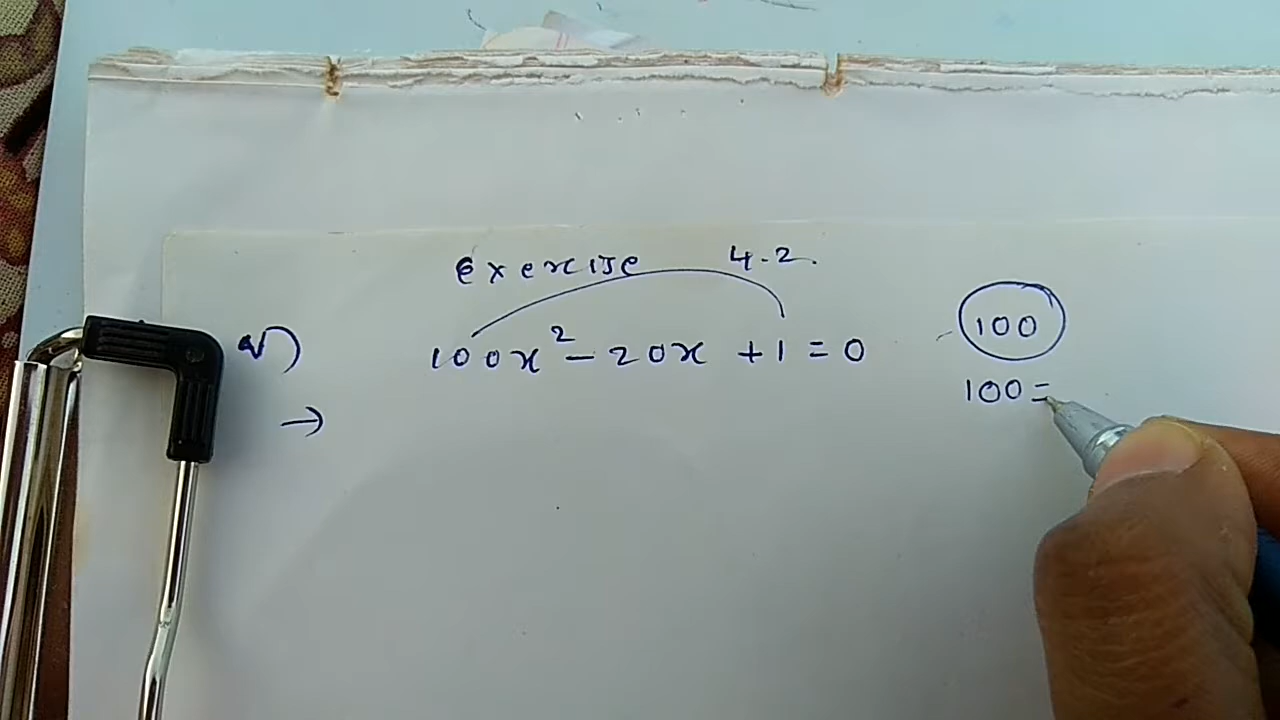 exercise 4.2.
v) 100x² - 20x + 1 = 0
→
100
100 =